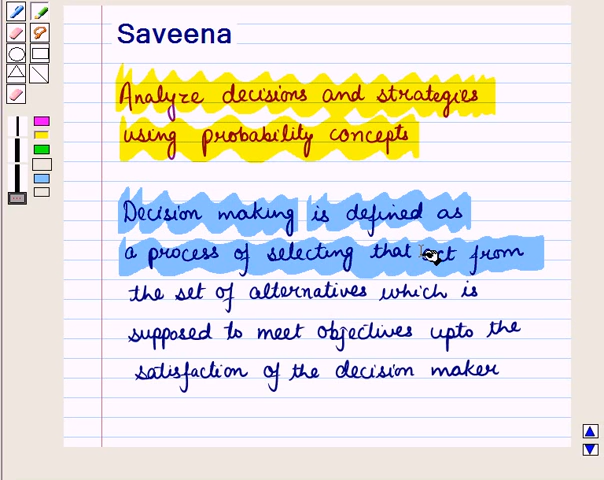 Saveena
Analyze decisions and strategies
using probability concepts
Decision making is defined as
a process of selecting that act from
the set of alternatives which is
supposed to meet objectives upto the
satisfaction of the decision maker